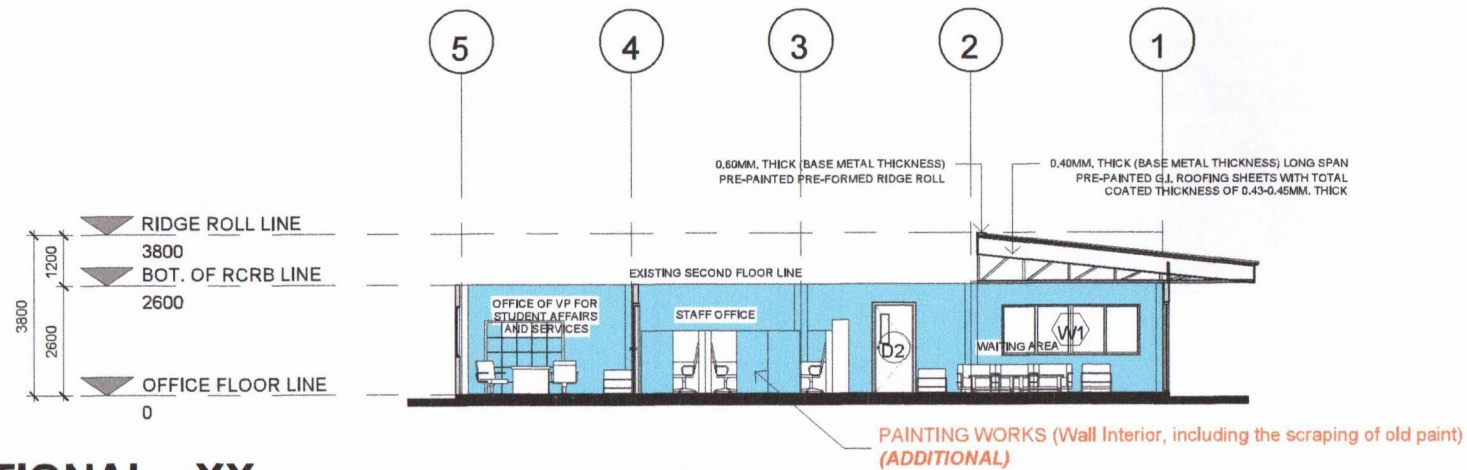 5
4
3
2
1
0.60MM. THICK (BASE METAL THICKNESS)
PRE-PAINTED PRE-FORMED RIDGE ROLL
0.40MM. THICK (BASE METAL THICKNESS) LONG SPAN
PRE-PAINTED G.I. ROOFING SHEETS WITH TOTAL
COATED THICKNESS OF 0.43-0.45MM. THICK
RIDGE ROLL LINE
3800
BOT. OF RCRB LINE
2600
1200
3800
2600
EXISTING SECOND FLOOR LINE
OFFICE OF VP FOR
STUDENT AFFAIRS
AND SERVICES
STAFF OFFICE
D2
WAITING AREA
W1
OFFICE FLOOR LINE
0
PAINTING WORKS (Wall Interior, including the scraping of old paint)
(ADDITIONAL)